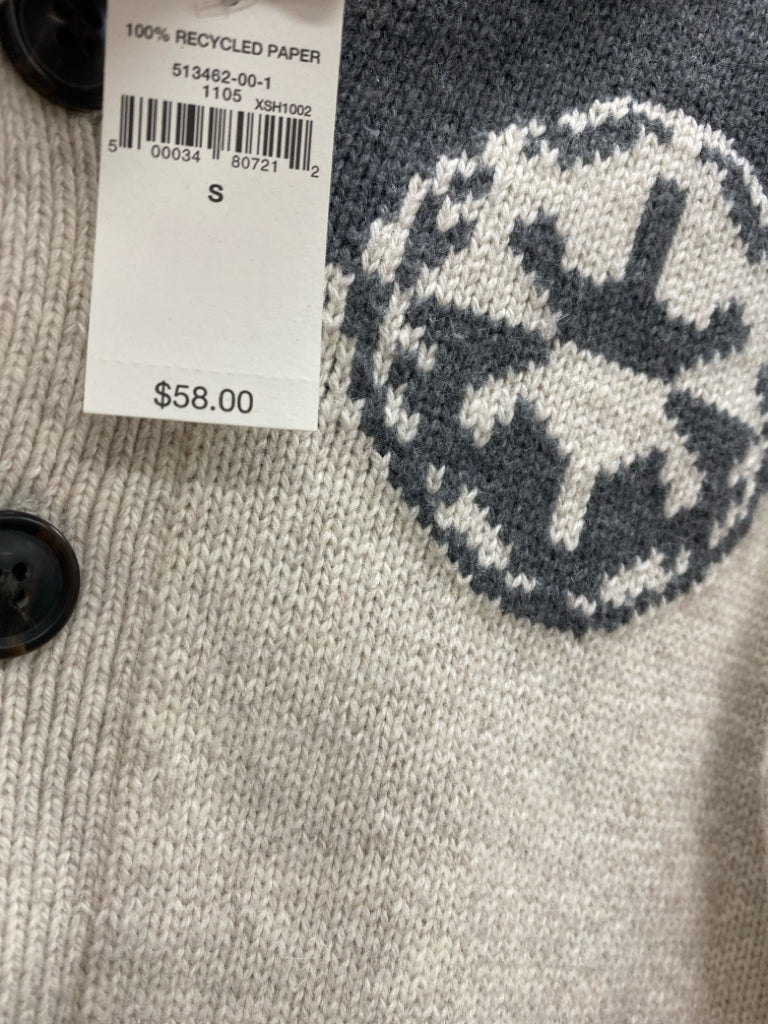 100% RECYCLED PAPER
513462-00-1
1105 XSH1002
5 00034 80721 2
S
$58.00